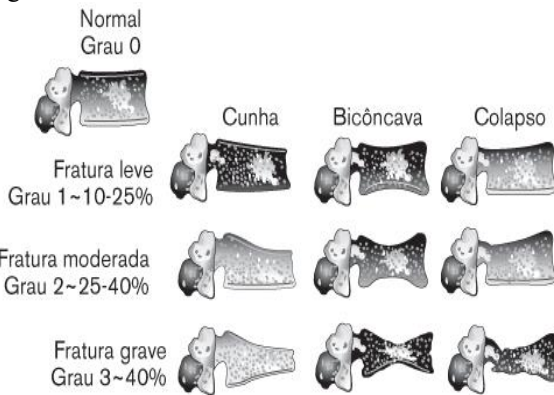 Normal
Grau 0
Cunha
Bicôncava
Colapso
Fratura leve
Grau 1~10-25%
Fratura moderada
Grau 2~25-40%
Fratura grave
Grau 3~40%